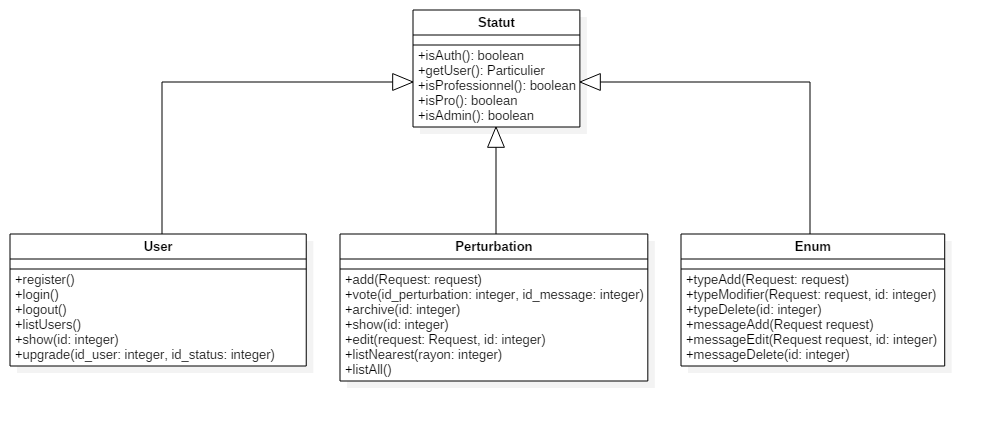 Statut
+isAuth(): boolean
+getUser(): Particulier
+isProfessionnel(): boolean
+isPro(): boolean
+isAdmin(): boolean
User
+register()
+login()
+logout()
+listUsers()
+show(id: integer)
+upgrade(id_user: integer, id_status: integer)
Perturbation
+add(Request: request)
+vote(id_perturbation: integer, id_message: integer)
+archive(id: integer)
+show(id: integer)
+edit(request: Request, id: integer)
+listNearest(rayon: integer)
+listAll()
Enum
+typeAdd(Request: request)
+typeModifier(Request: request, id: integer)
+typeDelete(id: integer)
+messageAdd(Request request)
+messageEdit(Request request, id: integer)
+messageDelete(id: integer)